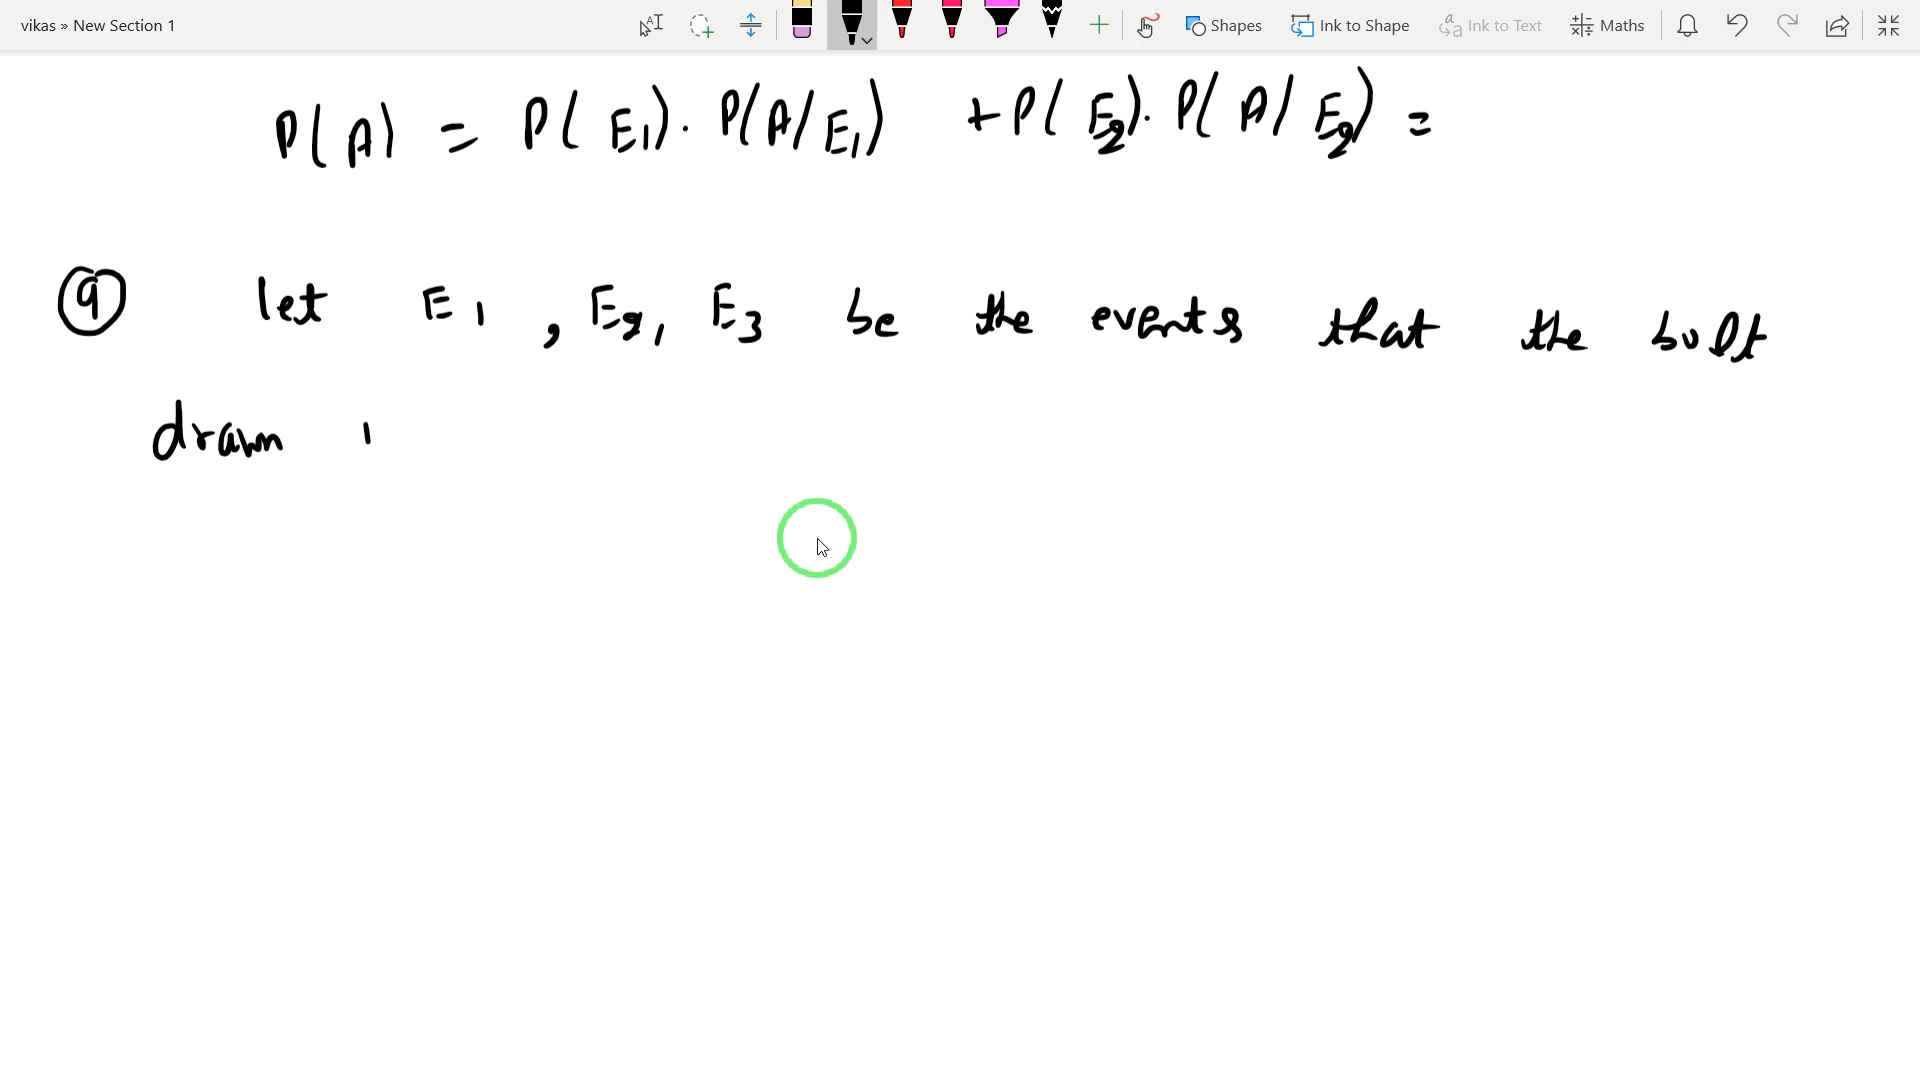 vikas » New Section 1
Shapes Ink to Shape Ink to Text Maths
P(A) = P(E1). P(A/E1) + P(E2). P(A/E2) =
9 let E1, E2, E3 be the events that the bolt
drawn i